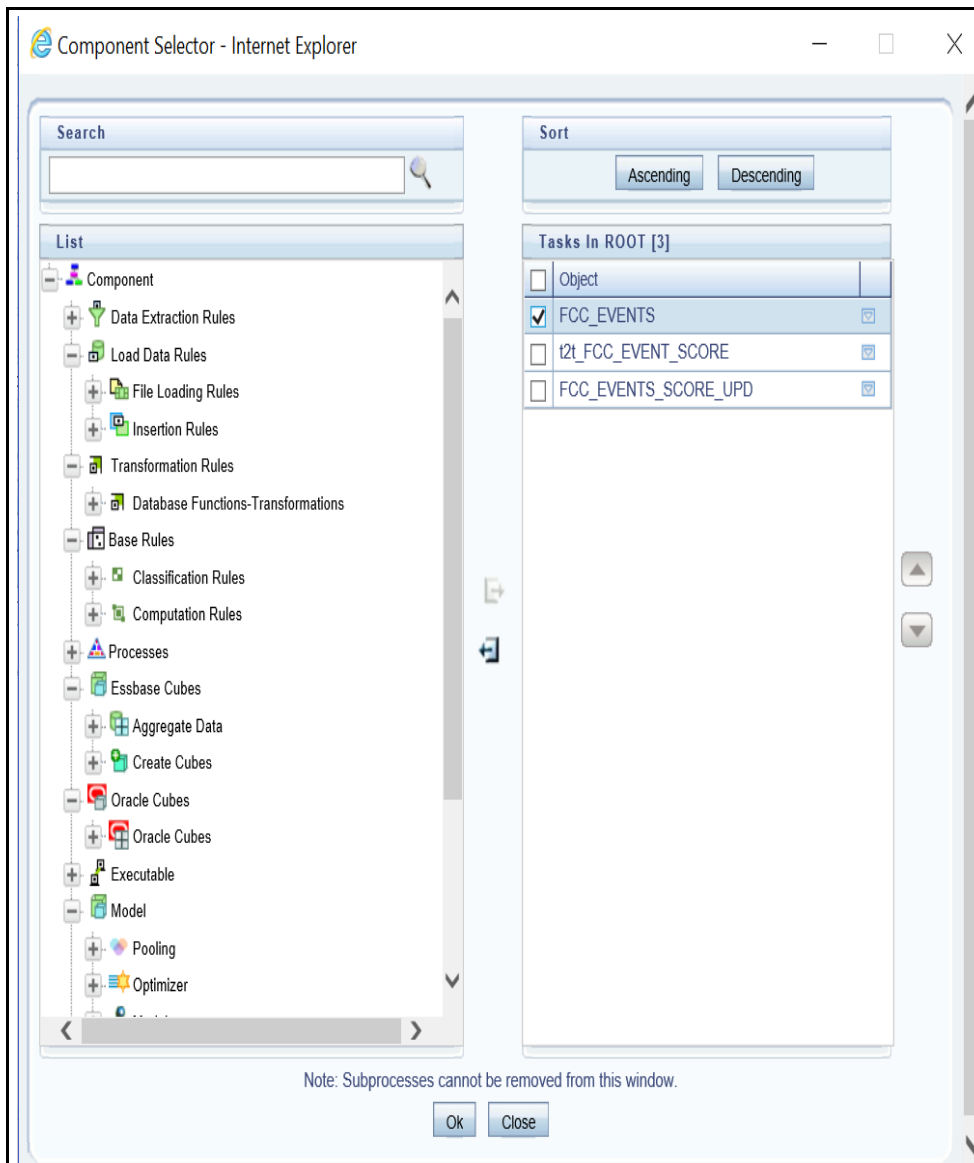 Component Selector - Internet Explorer
Search
Sort
Ascending
Descending
List
Component
Data Extraction Rules
Load Data Rules
File Loading Rules
Insertion Rules
Transformation Rules
Database Functions-Transformations
Base Rules
Classification Rules
Computation Rules
Processes
Essbase Cubes
Aggregate Data
Create Cubes
Oracle Cubes
Oracle Cubes
Executable
Model
Pooling
Optimizer
Tasks In ROOT [3]
Object
FCC_EVENTS
t2t_FCC_EVENT_SCORE
FCC_EVENTS_SCORE_UPD
Note: Subprocesses cannot be removed from this window.
Ok
Close